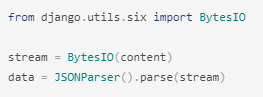 from django.utils.six import BytesIO
stream = BytesIO(content)
data = JSONParser().parse(stream)